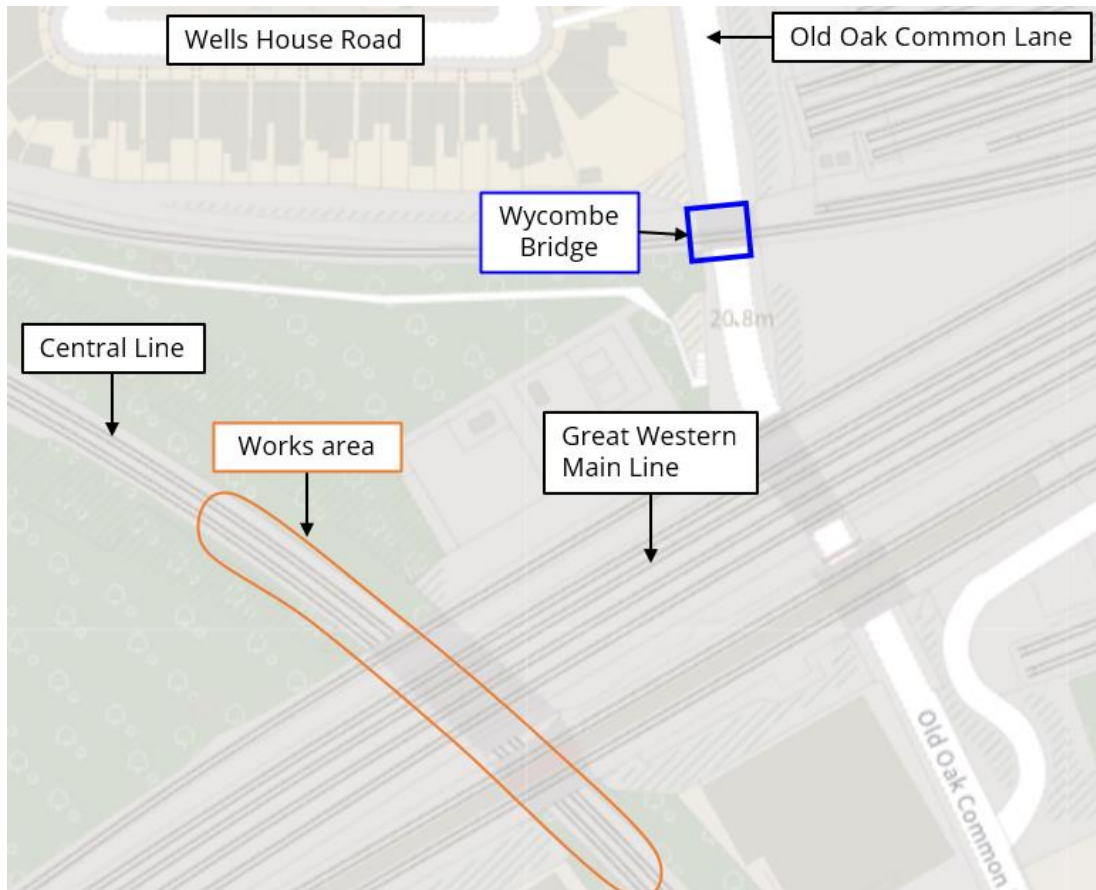 Wells House Road
Old Oak Common Lane
Wycombe
Bridge
20.8m
Central Line
Works area
Great Western
Main Line
Old Oak Common